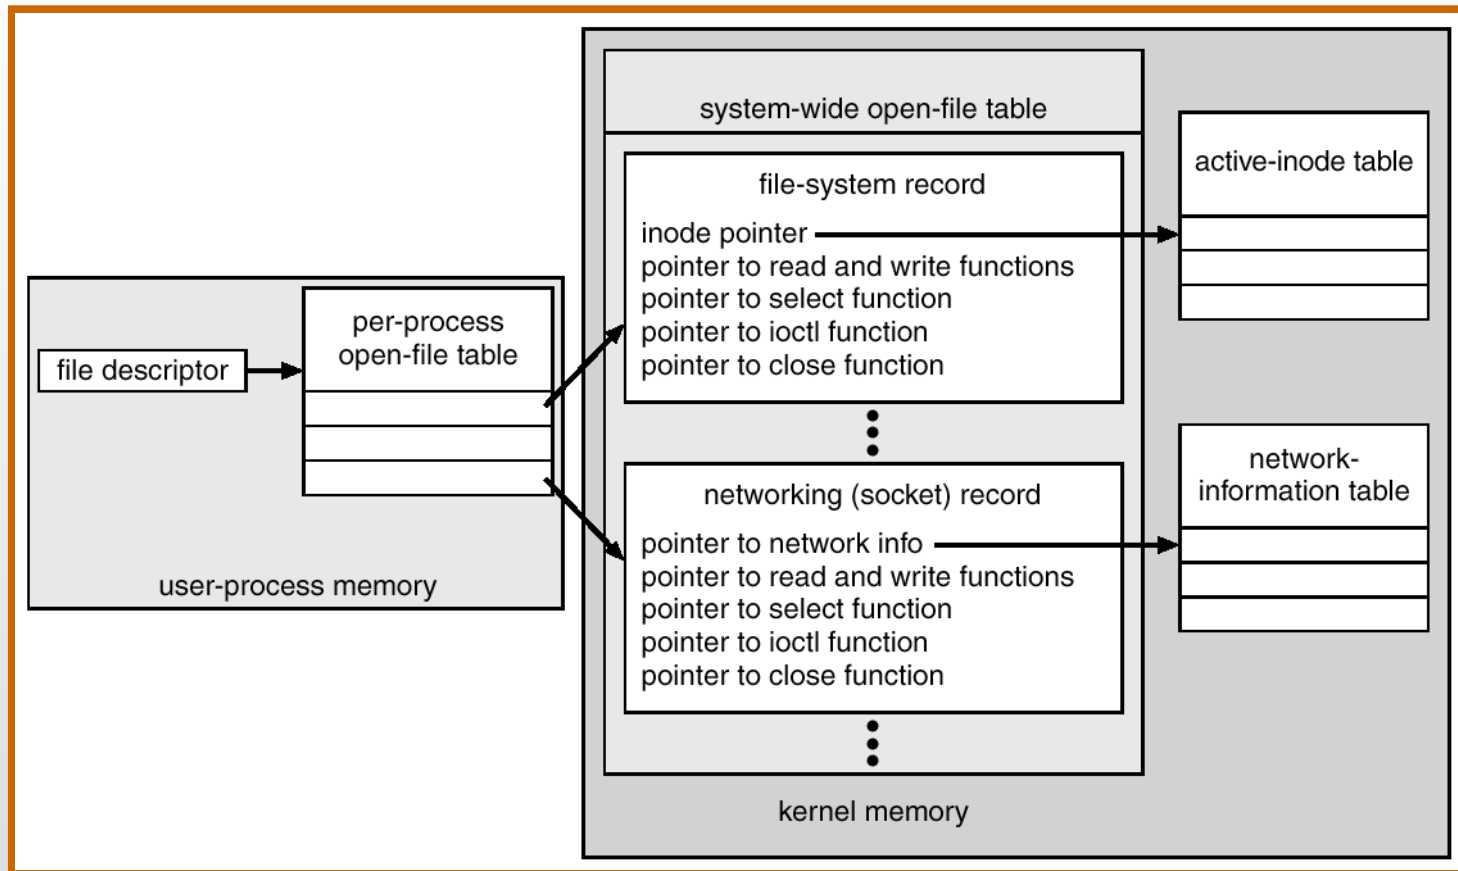 file descriptor
per-process
open-file table
user-process memory
system-wide open-file table
file-system record
inode pointer
pointer to read and write functions
pointer to select function
pointer to ioctl function
pointer to close function
networking (socket) record
pointer to network info
pointer to read and write functions
pointer to select function
pointer to ioctl function
pointer to close function
kernel memory
active-inode table
network-
information table